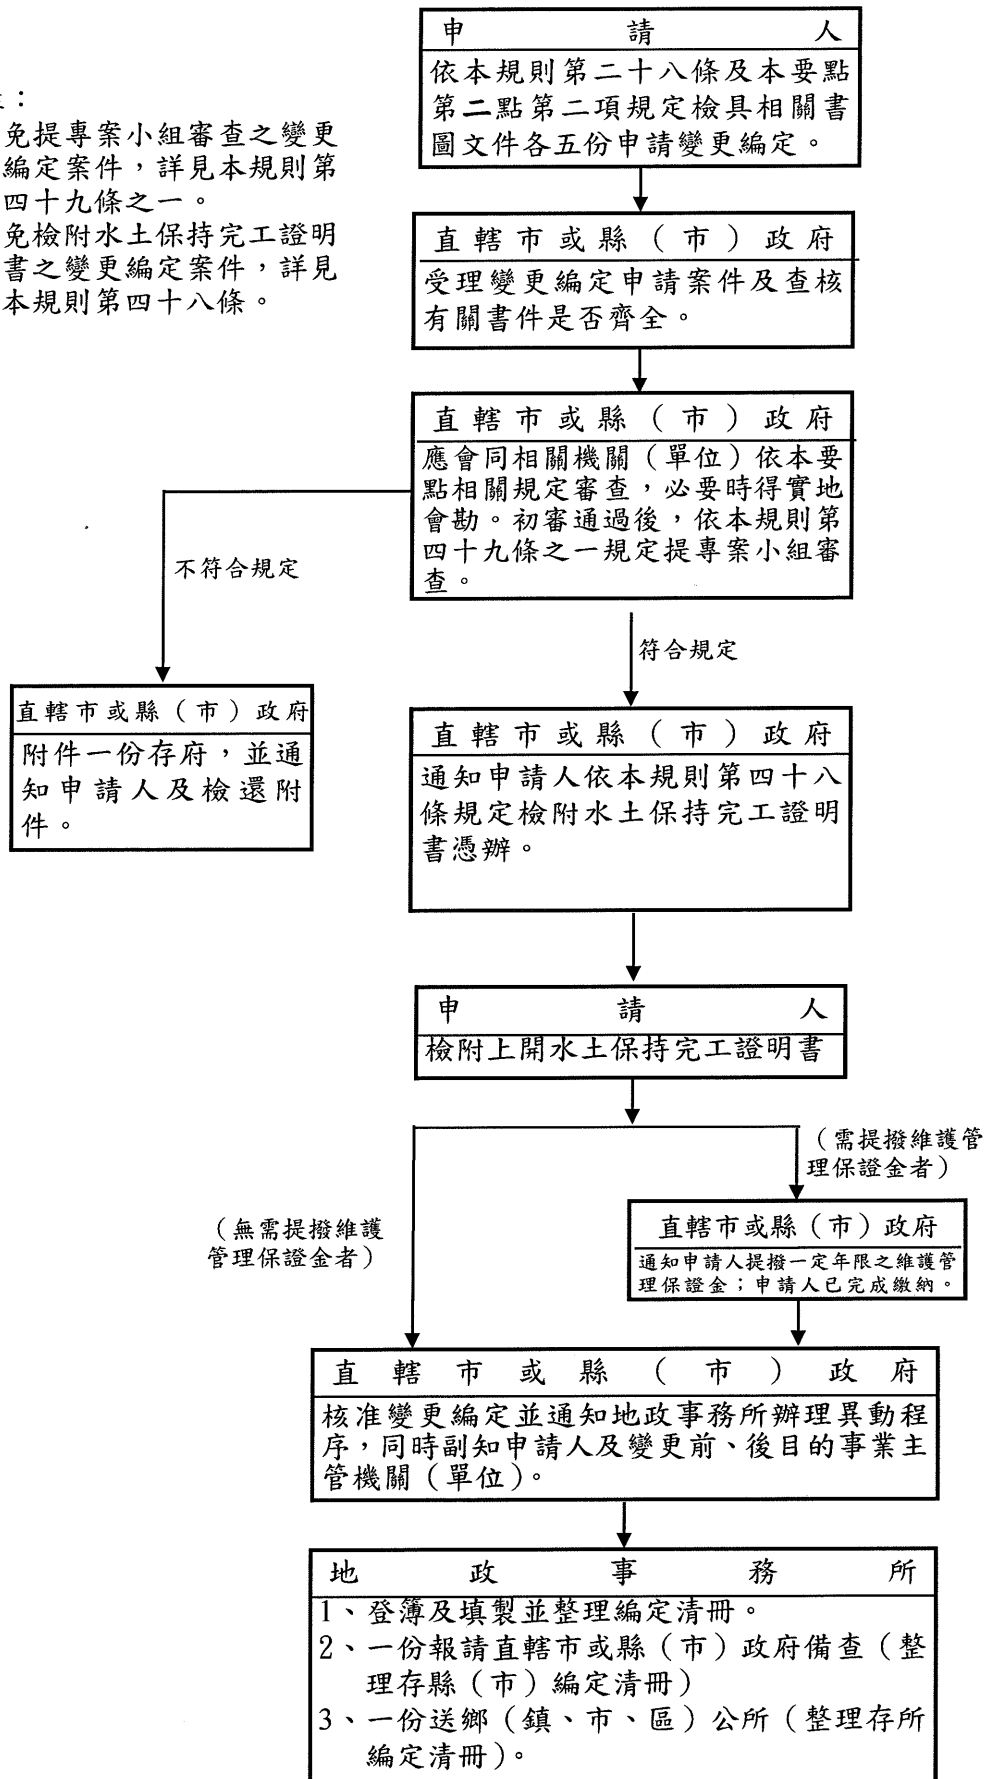 申請人
依本規則第二十八條及本要點
第二點第二項規定檢具相關書
圖文件各五份申請變更編定。
：
免提專案小組審查之變更
編定案件，詳見本規則第
四十九條之一。
免檢附水土保持完工證明
書之變更編定案件，詳見
本規則第四十八條。
直轄市或縣（市）政府
受理變更編定申請案件及查核
有關書件是否齊全。
直轄市或縣（市）政府
應會同相關機關（單位）依本要
點相關規定審查，必要時得實地
會勘。初審通過後，依本規則第
四十九條之一規定提專案小組審
查。
不符合規定
符合規定
直轄市或縣（市）政府
附件一份存府，並通
知申請人及檢還附
件。
直轄市或縣（市）政府
通知申請人依本規則第四十八
條規定檢附水土保持完工證明
書憑辦。
申請人
檢附上開水土保持完工證明書
（需提撥維護管
理保證金者）
（無需提撥維護
管理保證金者）
直轄市或縣（市）政府
通知申請人提撥一定年限之維護管
理保證金；申請人已完成繳納。
直轄市或縣（市）政府
核准變更編定並通知地政事務所辦理異動程
序，同時副知申請人及變更前、後目的事業主
管機關（單位）。
地政事務所
1、登簿及填製並整理編定清冊。
2、一份報請直轄市或縣（市）政府備查（整
理存縣（市）編定清冊）
3、一份送鄉（鎮、市、區）公所（整理存所
編定清冊）。